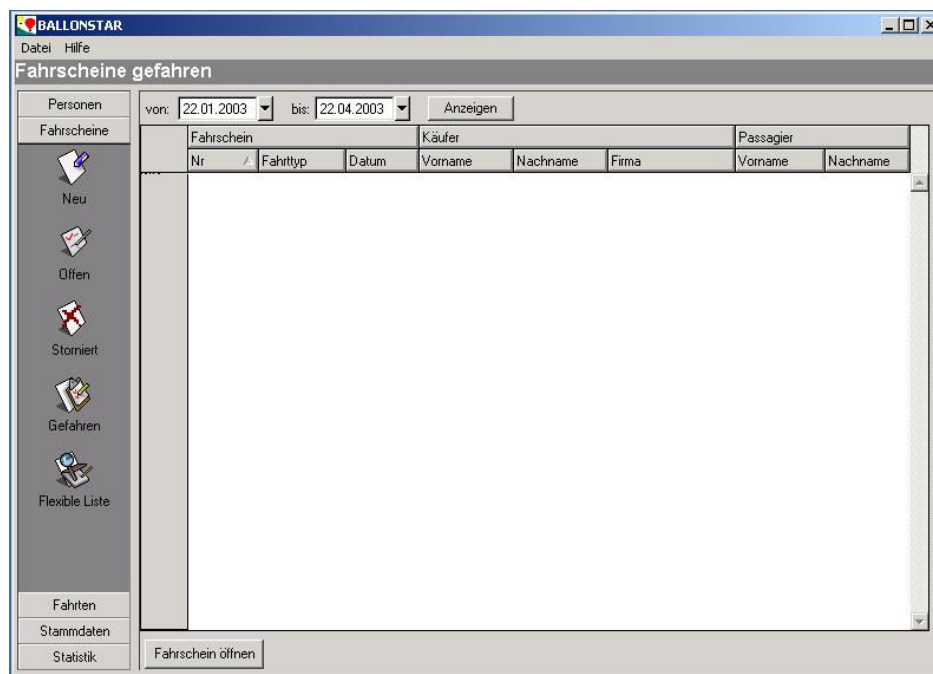 BALLONSTAR
Datei Hilfe
Fahrscheine gefahren
Personen
Fahrscheine
Neu
Offen
Storniert
Gefahren
Flexible Liste
Fahrten
Stammdaten
Statistik
von: 22.01.2003 bis: 22.04.2003 Anzeigen
Fahrschein Käufer Passagier
Nr Fahrttyp Datum Vorname Nachname Firma Vorname Nachname
Fahrschein öffnen